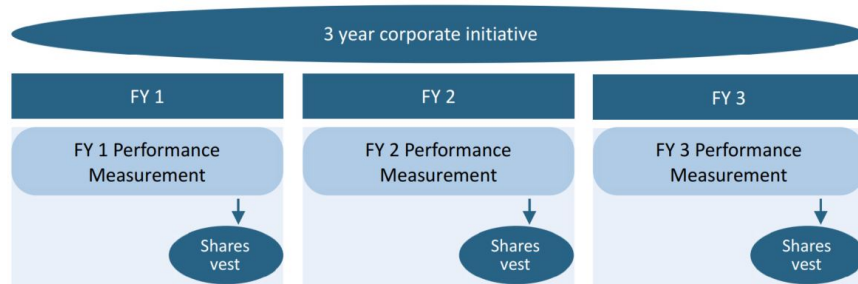 3 year corporate initiative
FY 1
FY 2
FY 3
FY 1 Performance
Measurement
FY 2 Performance
Measurement
FY 3 Performance
Measurement
Shares
vest
Shares
vest
Shares
vest